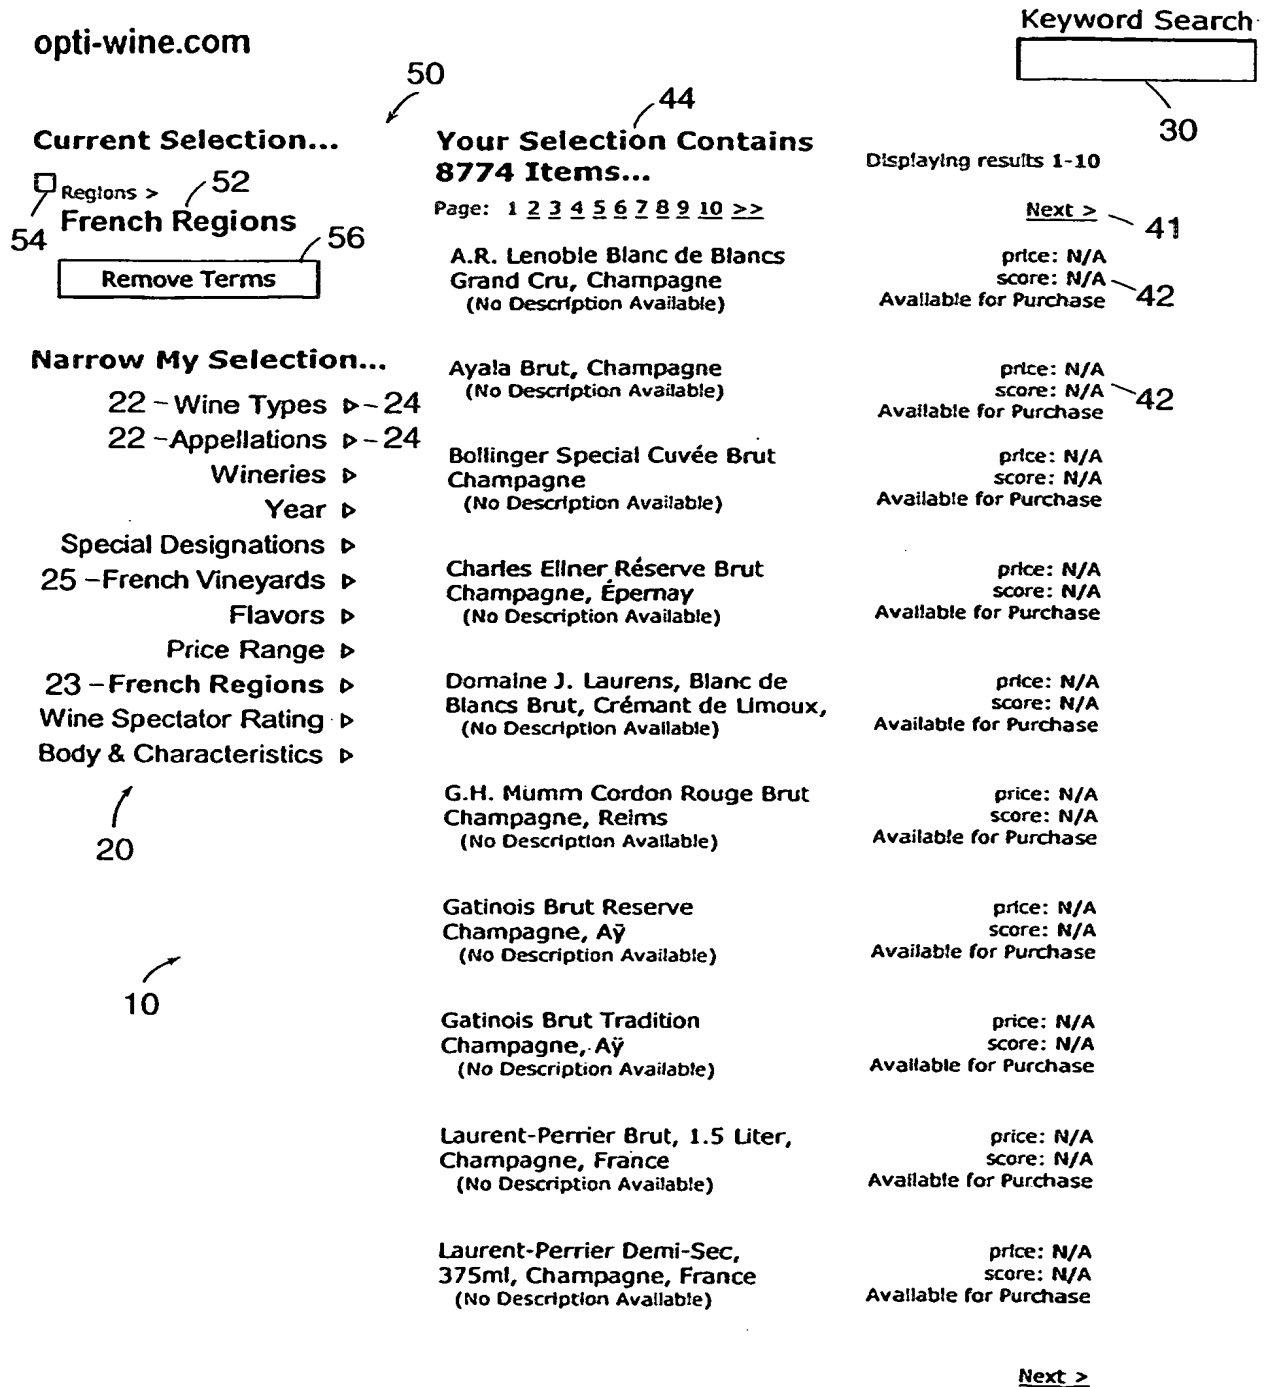 opti-wine.com
Keyword Search
30
50
Current Selection...
Regions >
52
French Regions
54
56
Remove Terms
Narrow My Selection...
22 – Wine Types ▹ – 24
22 – Appellations ▹ – 24
Wineries ▹
Year ▹
Special Designations ▹
25 – French Vineyards ▹
Flavors ▹
Price Range ▹
23 – French Regions ▹
Wine Spectator Rating ▹
Body & Characteristics ▹
20
10
44
Your Selection Contains
8774 Items...
Displaying results 1-10
Page: 1 2 3 4 5 6 7 8 9 10 >>
Next >
41
A.R. Lenoble Blanc de Blancs
Grand Cru, Champagne
(No Description Available)
price: N/A
score: N/A
42
Available for Purchase
Ayala Brut, Champagne
(No Description Available)
price: N/A
score: N/A
42
Available for Purchase
Bollinger Special Cuvée Brut
Champagne
(No Description Available)
price: N/A
score: N/A
Available for Purchase
Charles Ellner Réserve Brut
Champagne, Épernay
(No Description Available)
price: N/A
score: N/A
Available for Purchase
Domaine J. Laurens, Blanc de
Blancs Brut, Crémant de Limoux,
(No Description Available)
price: N/A
score: N/A
Available for Purchase
G.H. Mumm Cordon Rouge Brut
Champagne, Reims
(No Description Available)
price: N/A
score: N/A
Available for Purchase
Gatinois Brut Reserve
Champagne, Aÿ
(No Description Available)
price: N/A
score: N/A
Available for Purchase
Gatinois Brut Tradition
Champagne, Aÿ
(No Description Available)
price: N/A
score: N/A
Available for Purchase
Laurent-Perrier Brut, 1.5 Liter,
Champagne, France
(No Description Available)
price: N/A
score: N/A
Available for Purchase
Laurent-Perrier Demi-Sec,
375ml, Champagne, France
(No Description Available)
price: N/A
score: N/A
Available for Purchase
Next >